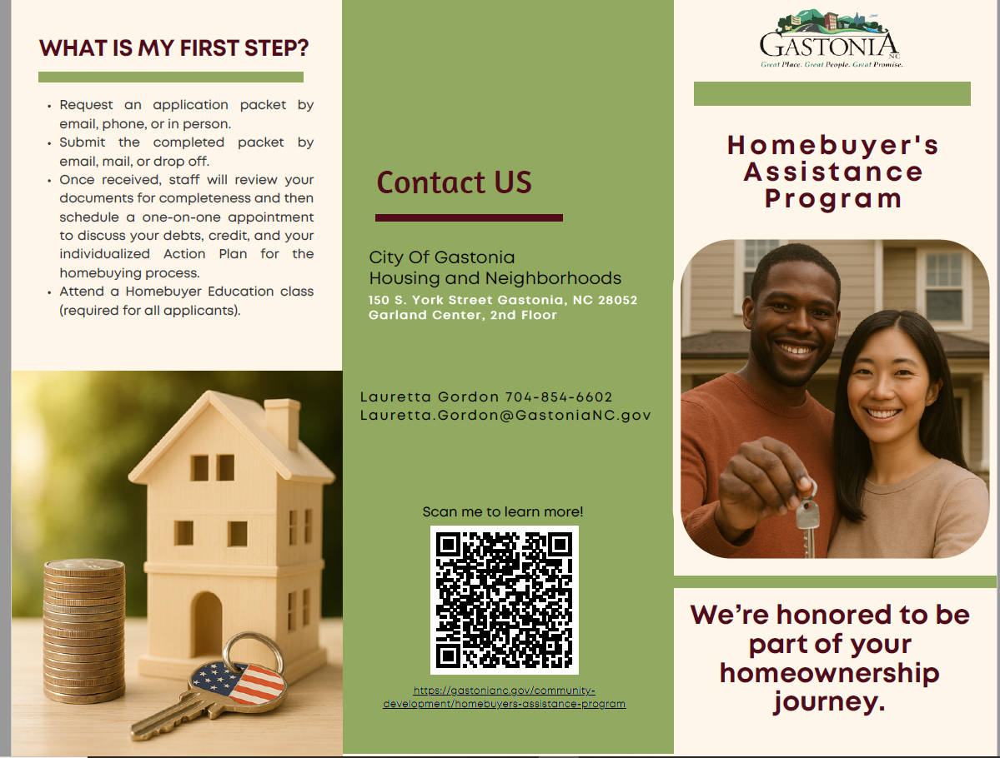 WHAT IS MY FIRST STEP?
• Request an application packet by
email, phone, or in person.
• Submit the completed packet by
email, mail, or drop off.
• Once received, staff will review your
documents for completeness and then
schedule a one-on-one appointment
to discuss your debts, credit, and your
individualized Action Plan for the
homebuying process.
• Attend a Homebuyer Education class
(required for all applicants).
Contact US
City Of Gastonia
Housing and Neighborhoods
150 S. York Street Gastonia, NC 28052
Garland Center, 2nd Floor
Lauretta Gordon 704-854-6602
Lauretta.Gordon@GastoniaNC.gov
Scan me to learn more!
https://gastonianc.gov/community-
development/homebuyers-assistance-program
GASTONIA
NC
Great Place. Great People. Great Promise.
Homebuyer's
Assistance
Program
We’re honored to be
part of your
homeownership
journey.